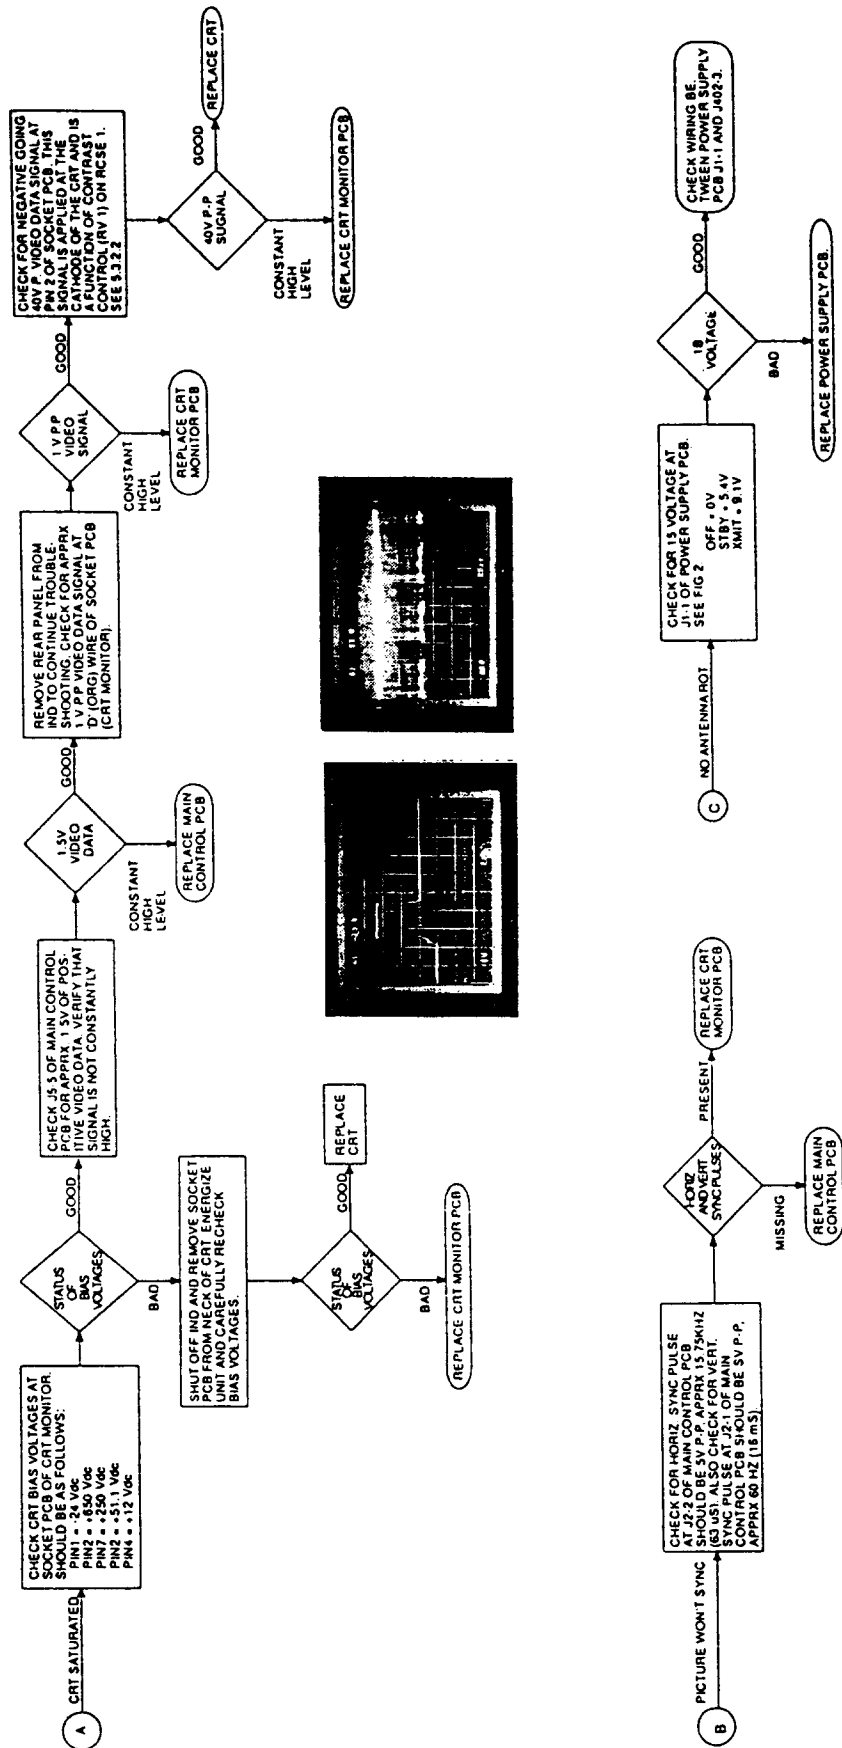 A
CRT SATURATED
CHECK CRT BIAS VOLTAGES AT
SOCKET PCB OF CRT MONITOR.
SHOULD BE AS FOLLOWS:
PIN1 = -24 Vdc
PIN2 = +650 Vdc
PIN7 = +250 Vdc
PIN2 = +51.1 Vdc
PIN4 = +12 Vdc
STATUS
OF
BIAS
VOLTAGES
GOOD
BAD
SHUT OFF IND AND REMOVE SOCKET
PCB FROM NECK OF CRT ENERGIZE
UNIT AND CAREFULLY RECHECK
BIAS VOLTAGES.
STATUS
OF
BIAS
VOLTAGES
GOOD
REPLACE
CRT
BAD
REPLACE CRT MONITOR PCB
CHECK J5-5 OF MAIN CONTROL
PCB FOR APPRX 1 5V OF POS-
ITIVE VIDEO DATA. VERIFY THAT
SIGNAL IS NOT CONSTANTLY
HIGH.
1.5V
VIDEO
DATA
GOOD
CONSTANT
HIGH
LEVEL
REPLACE MAIN
CONTROL PCB
REMOVE REAR PANEL FROM
IND TO CONTINUE TROUBLE-
SHOOTING. CHECK FOR APPRX
1 V P.P VIDEO DATA SIGNAL AT
'D' (ORG) WIRE OF SOCKET PCB
(CRT MONITOR).
1 V P.P
VIDEO
SIGNAL
GOOD
CONSTANT
HIGH
LEVEL
REPLACE CRT
MONITOR PCB
CHECK FOR NEGATIVE GOING
40V P. VIDEO DATA SIGNAL AT
PIN 2 OF SOCKET PCB. THIS
SIGNAL IS APPLIED AT THE
CATHODE OF THE CRT AND IS
A FUNCTION OF CONTRAST
CONTROL (RV 1) ON RCSE 1.
SEE 5.3.2.2
40V P-P
SUGNAL
GOOD
REPLACE CRT
CONSTANT
HIGH
LEVEL
REPLACE CRT MONITOR PCB
B
PICTURE WON'T SYNC
CHECK FOR HORIZ. SYNC PULSE
AT J2-2 OF MAIN CONTROL PCB
SHOULD BE 5V P-P, APPRX 15.75KHZ
(63 uS). ALSO CHECK FOR VERT.
SYNC PULSE AT J2-1 OF MAIN
CONTROL PCB SHOULD BE 5V P-P,
APPRX 60 HZ (16 mS).
HORIZ
AND VERT
SYNC PULSES
PRESENT
REPLACE CRT
MONITOR PCB
MISSING
REPLACE MAIN
CONTROL PCB
C
NO ANTENNA ROT
CHECK FOR 15 VOLTAGE AT
J1-1 OF POWER SUPPLY PCB.
SEE FIG 2
OFF = 0V
STBY = 5.4V
XMIT = 9.1V
18
VOLTAGE
GOOD
CHECK WIRING BE.
TWEEN POWER SUPPLY
PCB J1-1 AND J402-3.
BAD
REPLACE POWER SUPPLY PCB.